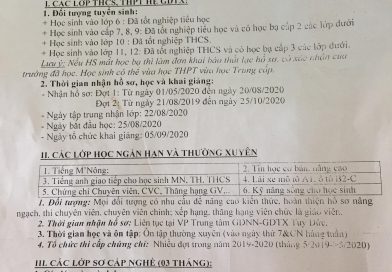 I. CÁC LỚP THCS, THPT HỆ GDTX:
1. Đối tượng tuyển sinh:
+ Học sinh vào lớp 6 : Đã tốt nghiệp tiểu học
+ Học sinh vào cấp 7, 8, 9: Đã tốt nghiệp tiểu học và có học bạ cấp 2 các lớp dưới
+ Học sinh vào lớp 10 : Đã tốt nghiệp THCS.
+ Học sinh vào lớp 11, 12. Đã tốt nghiệp THCS và có học bạ cấp 3 các lớp dưới.
Lưu ý: Nếu HS mất học bạ thì làm đơn khai báo thất lạc hồ sơ, có xác nhận của
trường đã học. Học sinh có thể vừa học THPT vừa học Trung cấp.
2. Thời gian nhận hồ sơ, học và khai giảng:
- Nhận hồ sơ: Đợt 1: Từ ngày 01/05/2020 đến ngày 20/08/2020
Đợt 2: Từ ngày 21/08/2019 đến ngày 25/10/2020
- Ngày tập trung nhận lớp: 22/08/2020
- Ngày bắt đầu học: 25/08/2020
- Ngày tổ chức khai giảng: 05/09/2020
II. CÁC LỚP HỌC NGẮN HẠN VÀ THƯỜNG XUYÊN
1. Tiếng M'Nông:
2. Tin học cơ bản, nâng cao
3. Tiếng anh giao tiếp cho học sinh MN, TH, THCS
4. Lái xe mô tô A1, ô tô B2-C
5. Chứng chỉ Chuyên viên, CVC, Thăng hạng GV,...
6. Kỹ năng sống cho học sinh
1. Đối tượng: Mọi đối tượng có nhu cầu để nâng cao kiến thức, hoàn thiện hồ sơ nâng
ngạch, thi chuyên viên, chuyên viên chính; xếp hạng, thăng hạng viên chức là giáo viên..
2. Thời gian nhận hồ sơ: Liên tục tại VP Trung tâm GDNN-GDTX Tuy Đức.
3. Thời gian học và ôn tập: Ôn tập thường xuyên (vào ngày thứ 7& CN hàng tuần)
4. Tổ chức thi cấp chứng chỉ: Nhiều đợt trong năm 2019-2020 (tháng 5/2019-5/2020)
III. CÁC LỚP SƠ CẤP NGHỀ (03 THÁNG):